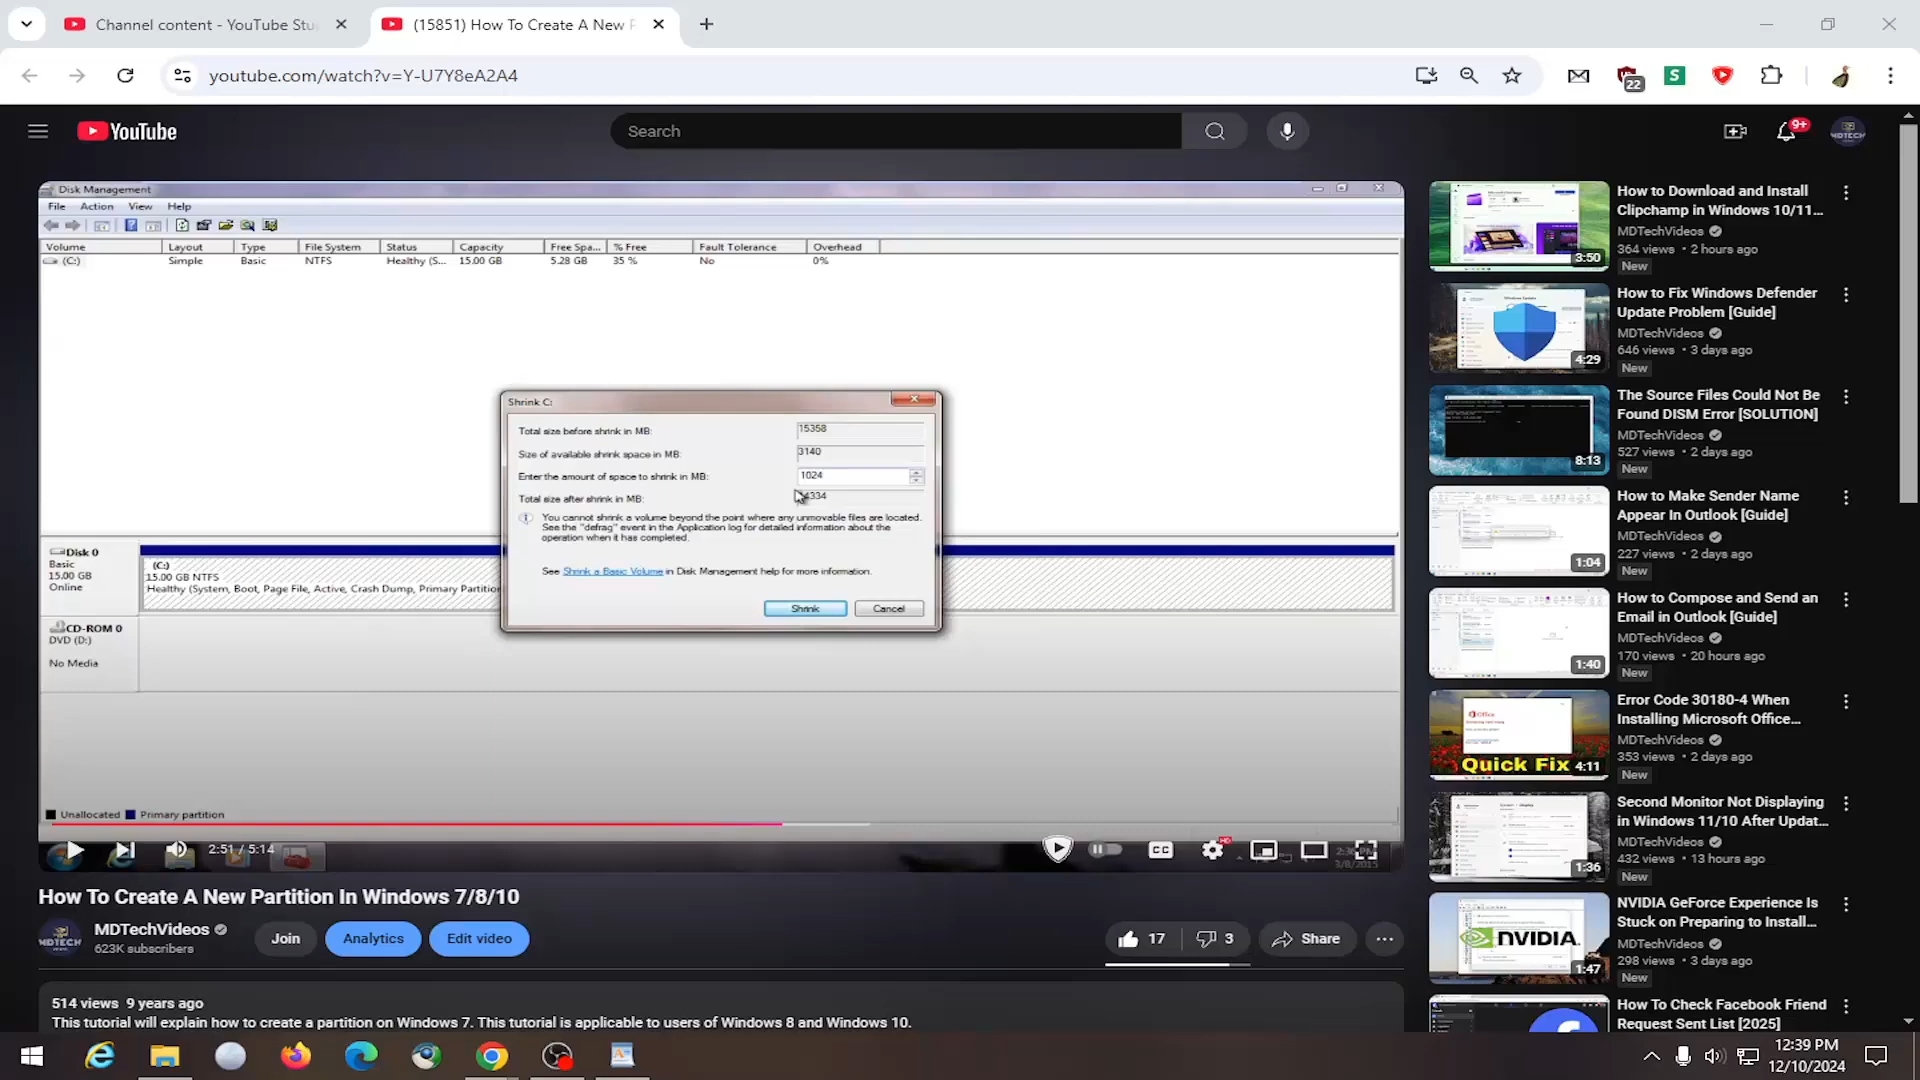 Channel content - YouTube Stu
(15851) How To Create A New P
youtube.com/watch?v=Y-U7Y8eA2A4
22
S
YouTube
Search
9+
MDTECH
Disk Management
File Action View Help
Volume Layout Type File System Status Capacity Free Spa... % Free Fault Tolerance Overhead
(C:) Simple Basic NTFS Healthy (S... 15.00 GB 5.28 GB 35 % No 0%
Shrink C:
Total size before shrink in MB: 15358
Size of available shrink space in MB: 3140
Enter the amount of space to shrink in MB: 1024
Total size after shrink in MB: 14334
You cannot shrink a volume beyond the point where any unmovable files are located.
See the "defrag" event in the Application log for detailed information about the
operation when it has completed.
See Shrink a Basic Volume in Disk Management help for more information.
Shrink Cancel
Disk 0
Basic
15.00 GB
Online
(C:)
15.00 GB NTFS
Healthy (System, Boot, Page File, Active, Crash Dump, Primary Partitio
CD-ROM 0
DVD (D:)
No Media
Unallocated Primary partition
2:51 / 5:14
CC
HD
3/8/2015
How To Create A New Partition In Windows 7/8/10
MDTECH
MDTechVideos
623K subscribers
Join
Analytics
Edit video
17
3
Share
514 views 9 years ago
This tutorial will explain how to create a partition on Windows 7. This tutorial is applicable to users of Windows 8 and Windows 10.
3:50
How to Download and Install
Clipchamp in Windows 10/11...
MDTechVideos
364 views • 2 hours ago
New
4:29
How to Fix Windows Defender
Update Problem [Guide]
MDTechVideos
646 views • 3 days ago
New
8:13
The Source Files Could Not Be
Found DISM Error [SOLUTION]
MDTechVideos
527 views • 2 days ago
New
1:04
How to Make Sender Name
Appear In Outlook [Guide]
MDTechVideos
227 views • 2 days ago
New
1:40
How to Compose and Send an
Email in Outlook [Guide]
MDTechVideos
170 views • 20 hours ago
New
Office
Quick Fix 4:11
Error Code 30180-4 When
Installing Microsoft Office...
MDTechVideos
353 views • 2 days ago
New
1:36
Second Monitor Not Displaying
in Windows 11/10 After Updat...
MDTechVideos
432 views • 13 hours ago
New
NVIDIA.
1:47
NVIDIA GeForce Experience Is
Stuck on Preparing to Install...
MDTechVideos
298 views • 3 days ago
New
How To Check Facebook Friend
Request Sent List [2025]
12:39 PM
12/10/2024